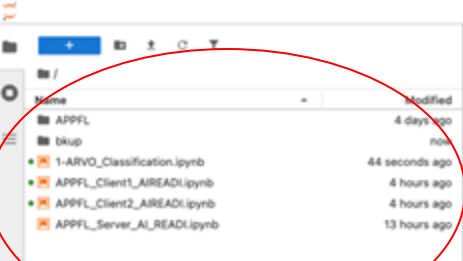 /
Name Modified
APPFL 4 days ago
bkup now
1-ARVO_Classification.ipynb 44 seconds ago
APPFL_Client1_AIREADI.ipynb 4 hours ago
APPFL_Client2_AIREADI.ipynb 4 hours ago
APPFL_Server_AI_READI.ipynb 13 hours ago